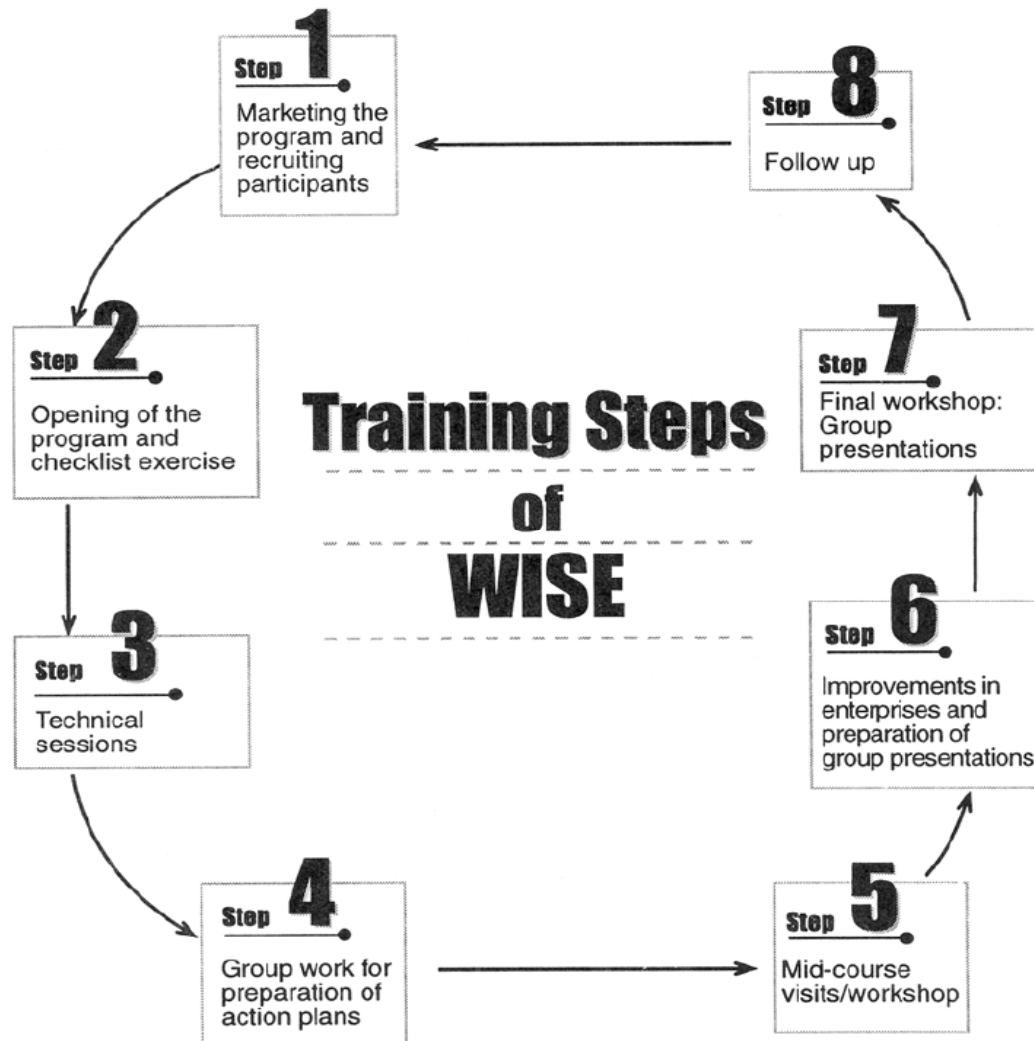 Step 1
Marketing the
program and
recruiting
participants
Step 2
Opening of the
program and
checklist exercise
Step 3
Technical
sessions
Step 4
Group work for
preparation of
action plans
Step 5
Mid-course
visits/workshop
Step 6
Improvements in
enterprises and
preparation of
group presentations
Step 7
Final workshop:
Group
presentations
Step 8
Follow up
Training Steps
of
WISE